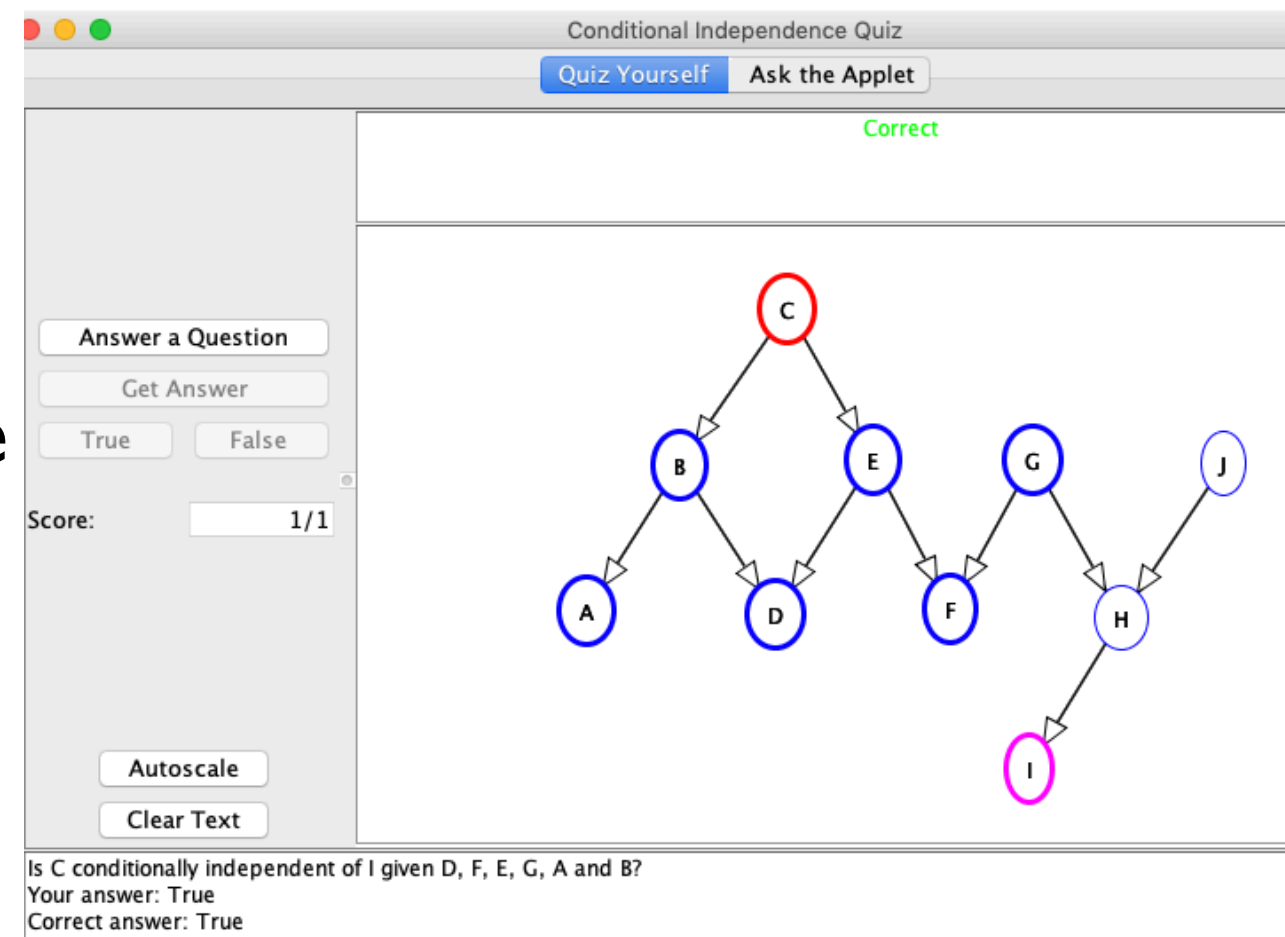 Conditional Independence Quiz
Quiz Yourself Ask the Applet
Correct
Answer a Question
Get Answer
True False
e
Score: 1/1
Autoscale
Clear Text
C
B E G J
A D F H
I
Is C conditionally independent of I given D, F, E, G, A and B?
Your answer: True
Correct answer: True